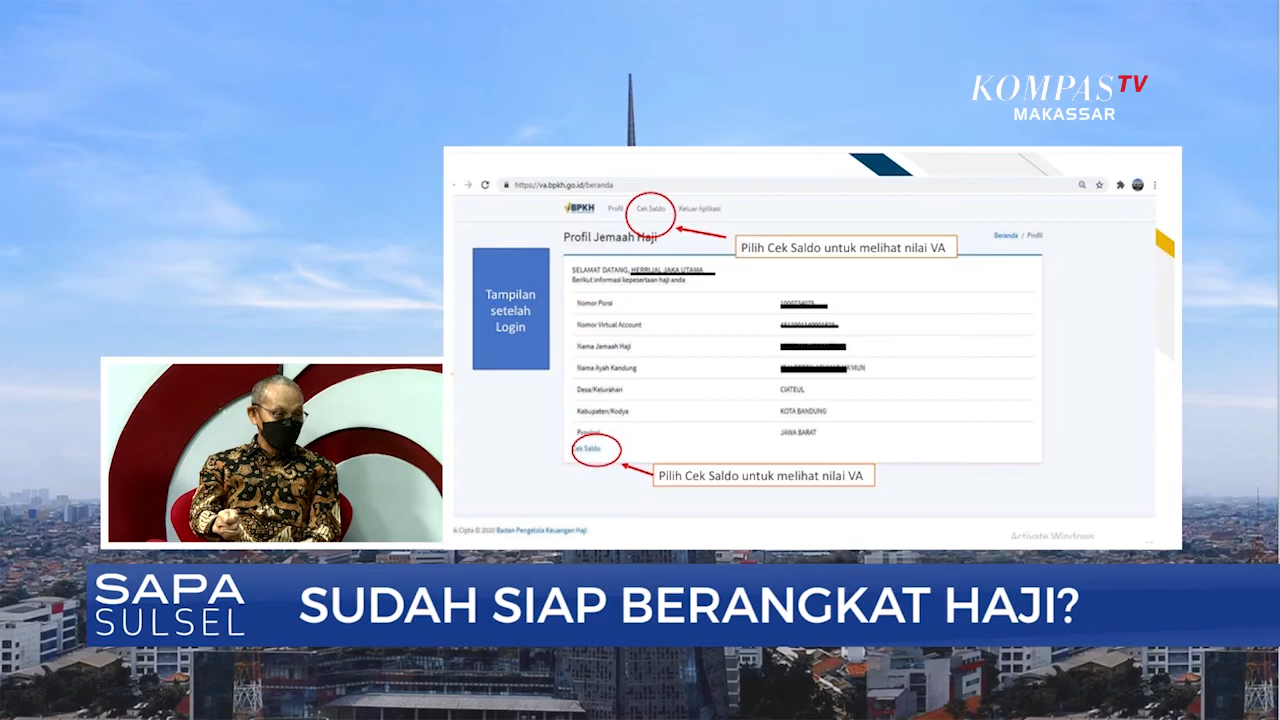 KOMPAS TV
MAKASSAR
https://va.bpkh.go.id/beranda
BPKH
Profil
Cek Saldo
Keluar Aplikasi
Profil Jemaah Haji
Pilih Cek Saldo untuk melihat nilai VA
Beranda / Profil
Tampilan
setelah
Login
SELAMAT DATANG,
Berikut informasi kepesertaan haji anda
Nomor Porsi
Nomor Virtual Account
Nama Jamaah Haji
Nama Ayah Kandung
Desa/Kelurahan CIATEUL
Kabupaten/Kodya KOTA BANDUNG
Provinsi JAWA BARAT
Cek Saldo
Pilih Cek Saldo untuk melihat nilai VA
Cipta © 2020 Badan Pengelola Keuangan Haji
Activate Windows
SAPA
SULSEL
SUDAH SIAP BERANGKAT HAJI?